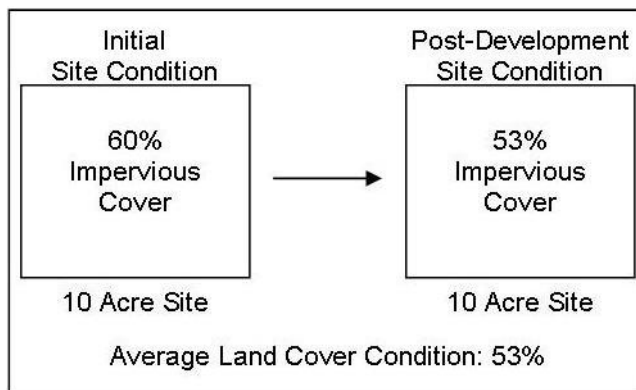 Initial
Site Condition
60%
Impervious
Cover
10 Acre Site
Post-Development
Site Condition
53%
Impervious
Cover
10 Acre Site
Average Land Cover Condition: 53%